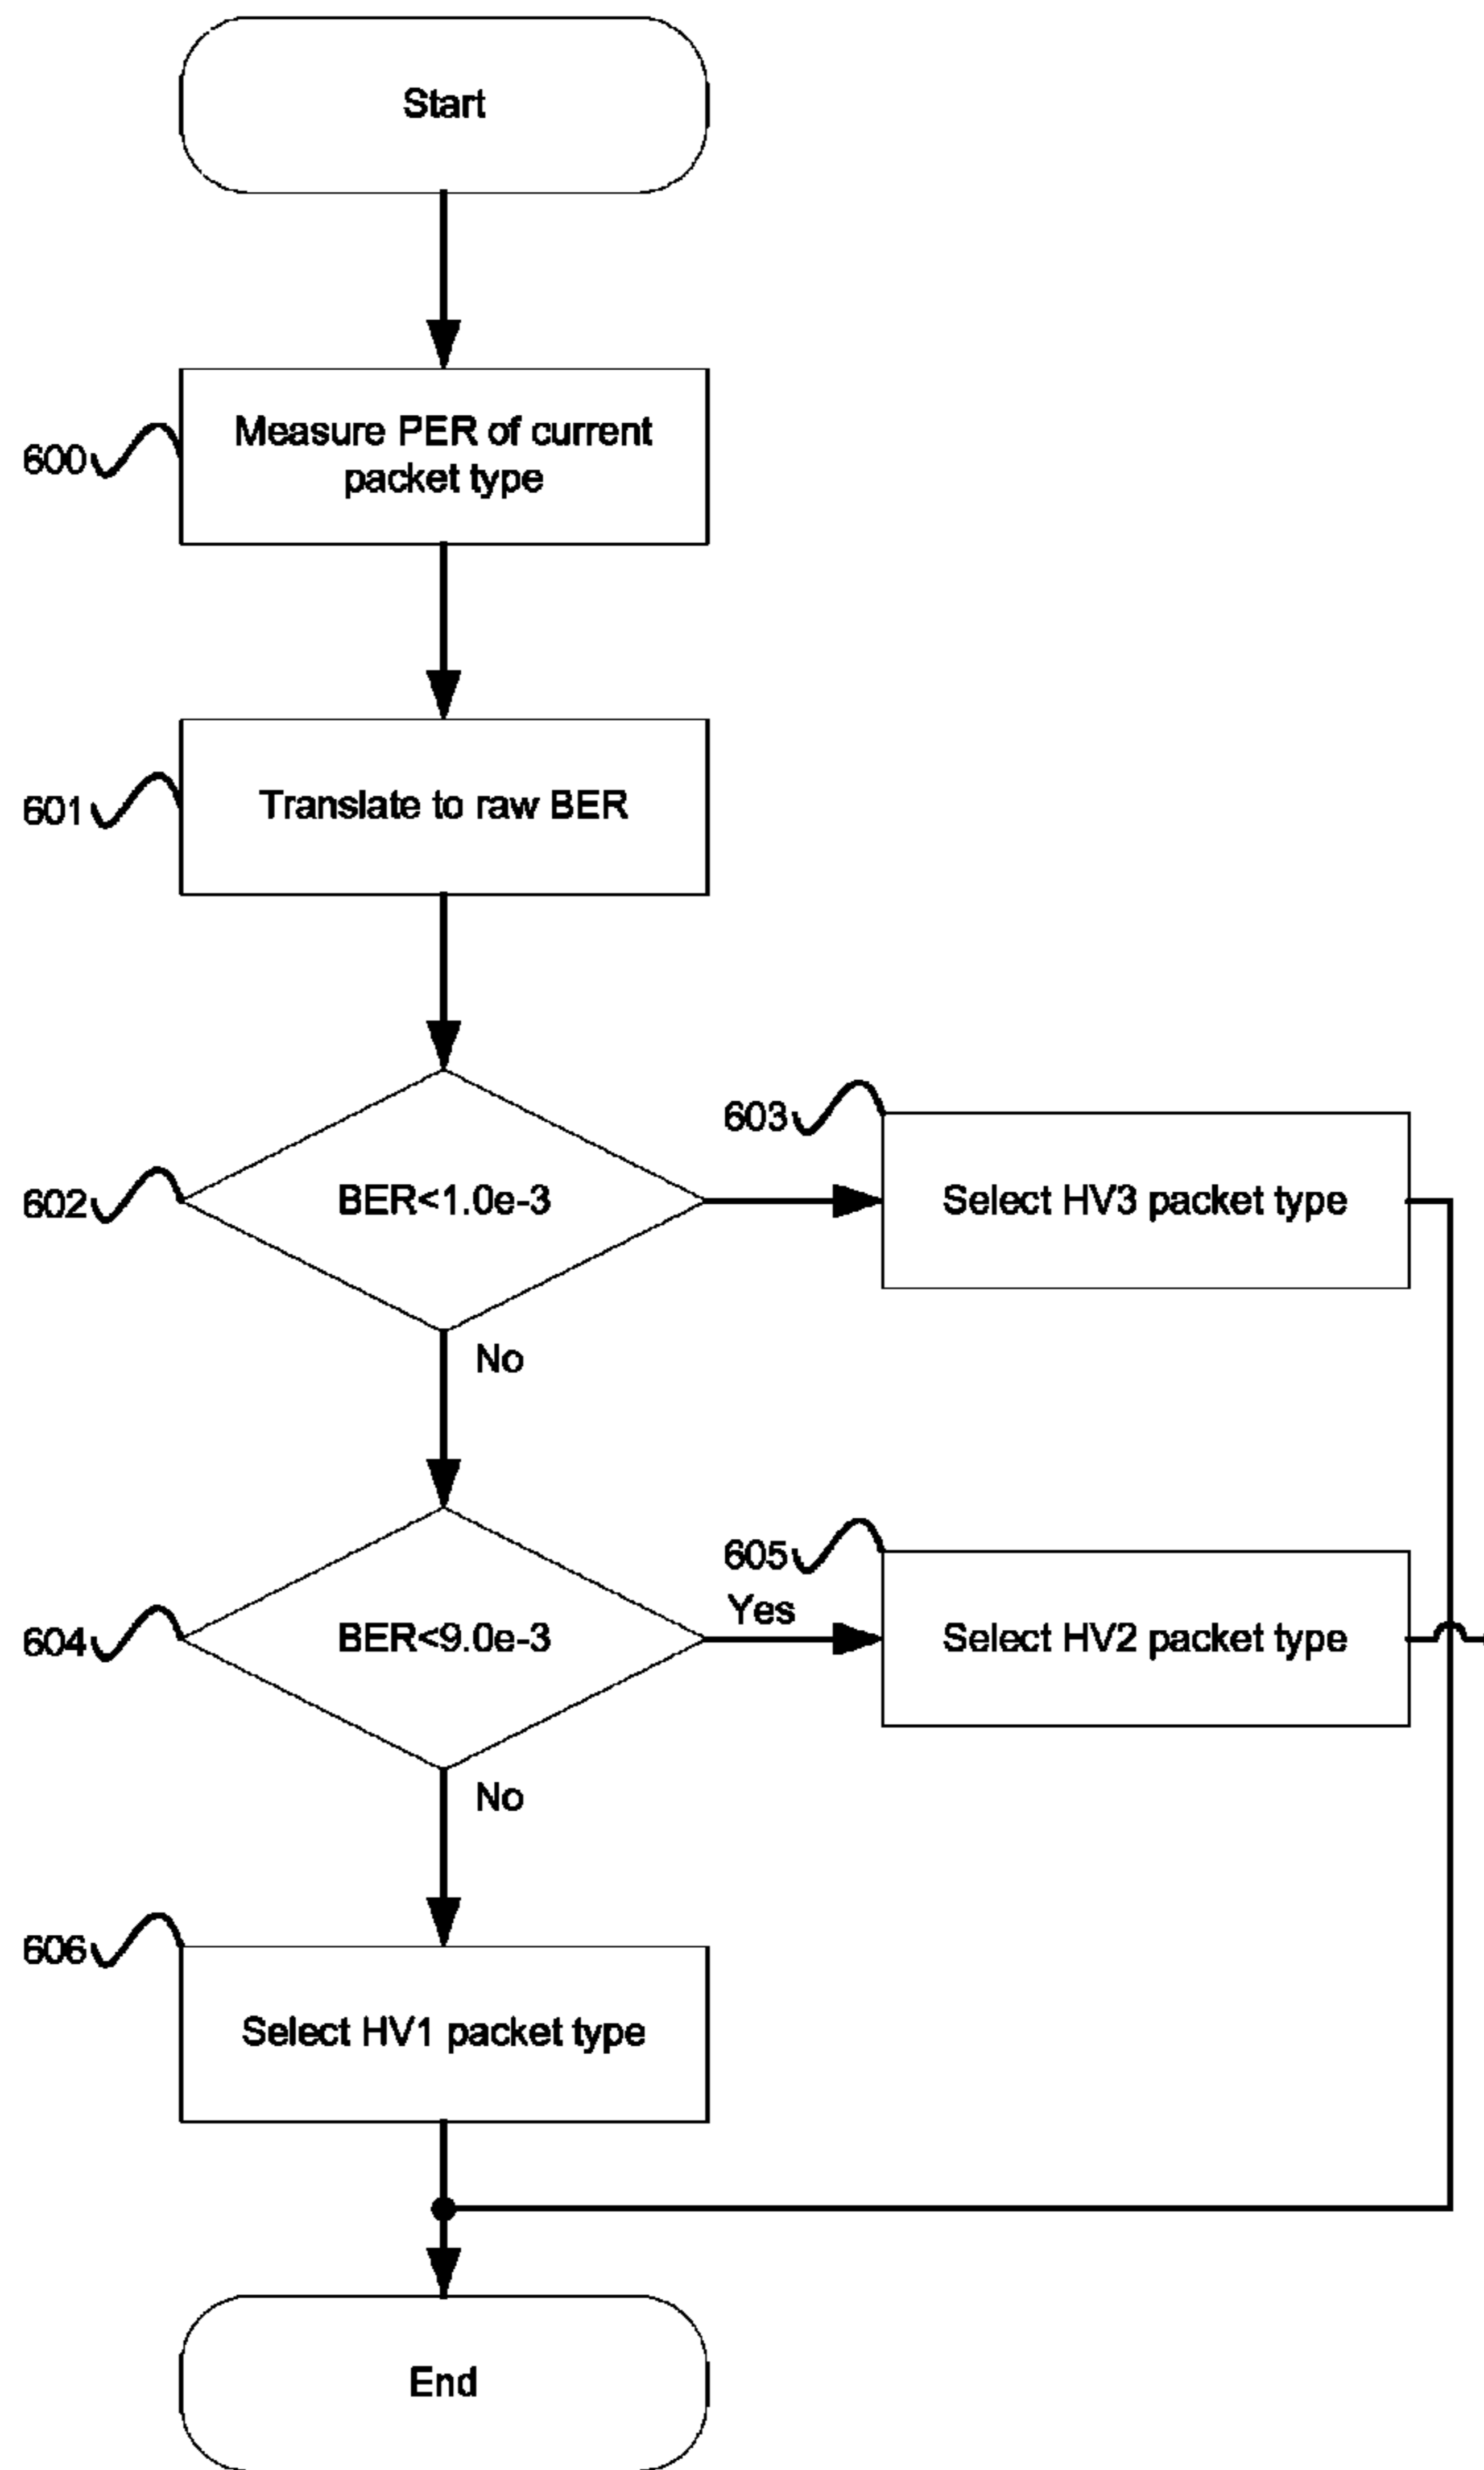 Start
600
Measure PER of current
packet type
601
Translate to raw BER
602
BER<1.0e-3
603
Select HV3 packet type
No
604
BER<9.0e-3
Yes
605
Select HV2 packet type
No
606
Select HV1 packet type
End